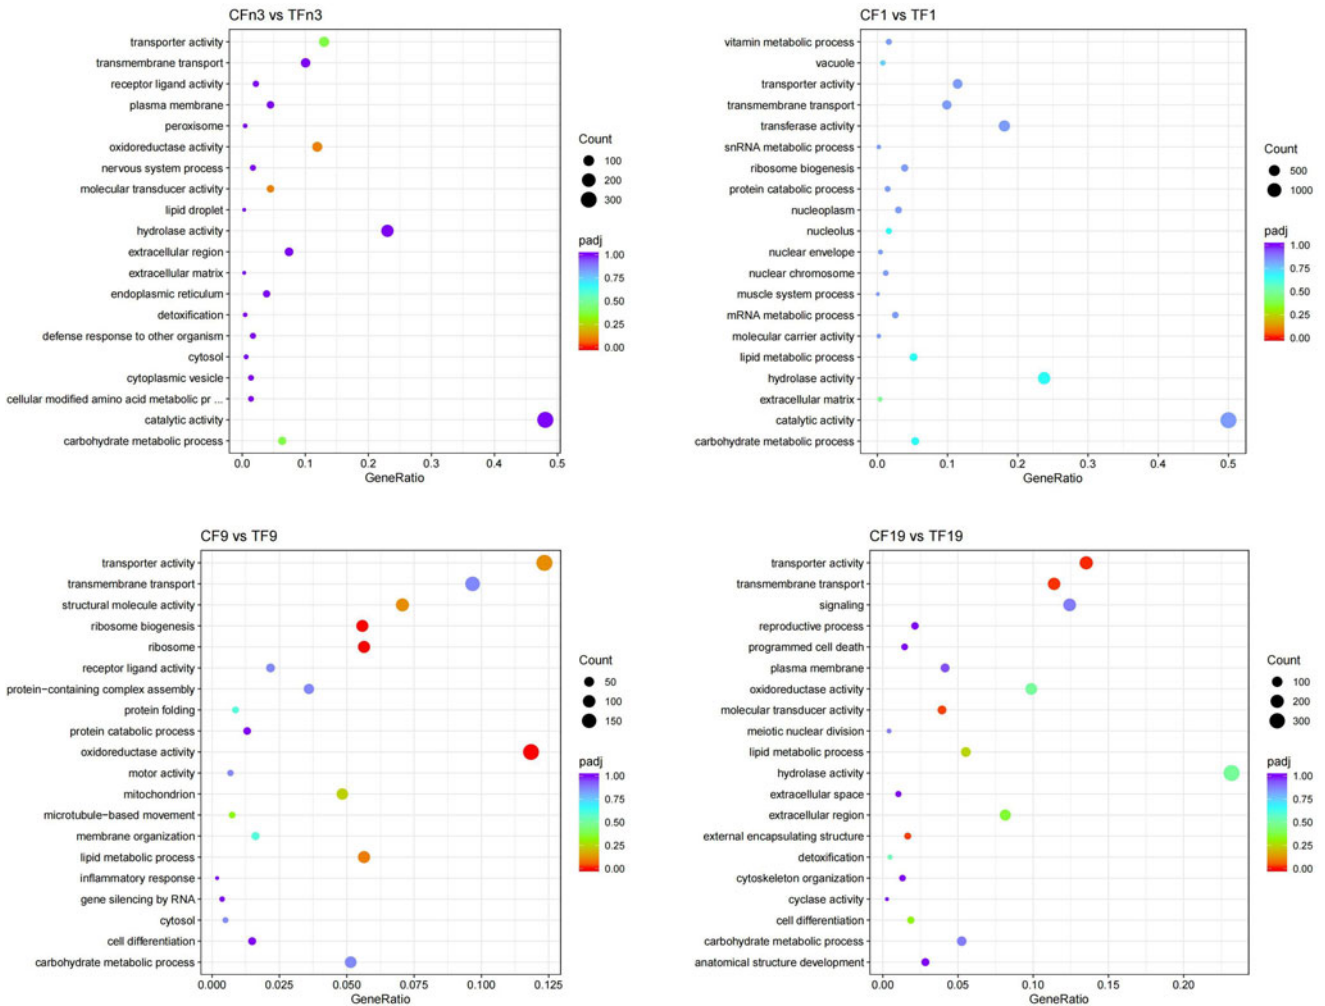 CFn3 vs TFn3
transporter activity
transmembrane transport
receptor ligand activity
plasma membrane
peroxisome
oxidoreductase activity
nervous system process
molecular transducer activity
lipid droplet
hydrolase activity
extracellular region
extracellular matrix
endoplasmic reticulum
detoxification
defense response to other organism
cytosol
cytoplasmic vesicle
cellular modified amino acid metabolic pr ...
catalytic activity
carbohydrate metabolic process
0.0 0.1 0.2 0.3 0.4 0.5
GeneRatio
Count
100
200
300
padj
1.00
0.75
0.50
0.25
0.00
CF1 vs TF1
vitamin metabolic process
vacuole
transporter activity
transmembrane transport
transferase activity
snRNA metabolic process
ribosome biogenesis
protein catabolic process
nucleoplasm
nucleolus
nuclear envelope
nuclear chromosome
muscle system process
mRNA metabolic process
molecular carrier activity
lipid metabolic process
hydrolase activity
extracellular matrix
catalytic activity
carbohydrate metabolic process
0.0 0.1 0.2 0.3 0.4 0.5
GeneRatio
Count
500
1000
padj
1.00
0.75
0.50
0.25
0.00
CF9 vs TF9
transporter activity
transmembrane transport
structural molecule activity
ribosome biogenesis
ribosome
receptor ligand activity
protein-containing complex assembly
protein folding
protein catabolic process
oxidoreductase activity
motor activity
mitochondrion
microtubule-based movement
membrane organization
lipid metabolic process
inflammatory response
gene silencing by RNA
cytosol
cell differentiation
carbohydrate metabolic process
0.000 0.025 0.050 0.075 0.100 0.125
GeneRatio
Count
50
100
150
padj
1.00
0.75
0.50
0.25
0.00
CF19 vs TF19
transporter activity
transmembrane transport
signaling
reproductive process
programmed cell death
plasma membrane
oxidoreductase activity
molecular transducer activity
meiotic nuclear division
lipid metabolic process
hydrolase activity
extracellular space
extracellular region
external encapsulating structure
detoxification
cytoskeleton organization
cyclase activity
cell differentiation
carbohydrate metabolic process
anatomical structure development
0.00 0.05 0.10 0.15 0.20
GeneRatio
Count
100
200
300
padj
1.00
0.75
0.50
0.25
0.00